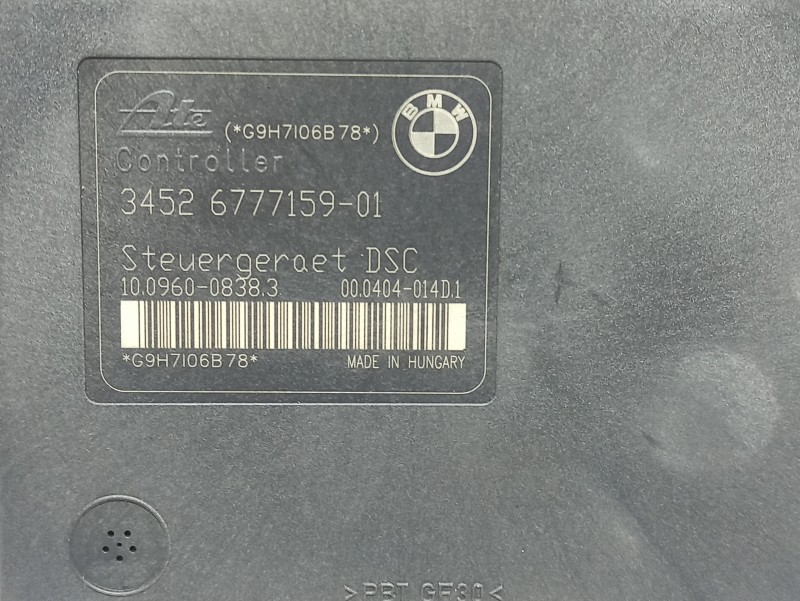 Ate (*G9H7I06B78*) BMW
Controller
3452 6777159-01
Steuergeraet DSC
10.0960-0838.3 00.0404-014D.1
*G9H7I06B78* MADE IN HUNGARY
>PBT GF30<